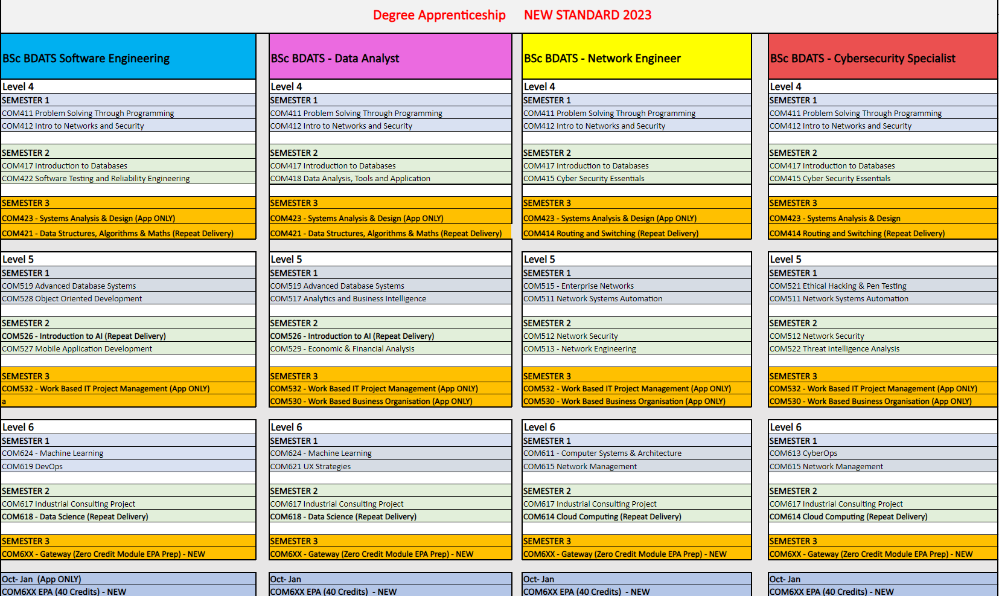 Degree Apprenticeship NEW STANDARD 2023
BSc BDATS Software Engineering
Level 4
SEMESTER 1
COM411 Problem Solving Through Programming
COM412 Intro to Networks and Security
SEMESTER 2
COM417 Introduction to Databases
COM422 Software Testing and Reliability Engineering
SEMESTER 3
COM423 - Systems Analysis & Design (App ONLY)
COM421 - Data Structures, Algorithms & Maths (Repeat Delivery)
Level 5
SEMESTER 1
COM519 Advanced Database Systems
COM528 Object Oriented Development
SEMESTER 2
COM526 - Introduction to AI (Repeat Delivery)
COM527 Mobile Application Development
SEMESTER 3
COM532 - Work Based IT Project Management (App ONLY)
a
Level 6
SEMESTER 1
COM624 - Machine Learning
COM619 DevOps
SEMESTER 2
COM617 Industrial Consulting Project
COM618 - Data Science (Repeat Delivery)
SEMESTER 3
COM6XX - Gateway (Zero Credit Module EPA Prep) - NEW
Oct- Jan (App ONLY)
COM6XX EPA (40 Credits) - NEW
BSc BDATS - Data Analyst
Level 4
SEMESTER 1
COM411 Problem Solving Through Programming
COM412 Intro to Networks and Security
SEMESTER 2
COM417 Introduction to Databases
COM418 Data Analysis, Tools and Application
SEMESTER 3
COM423 - Systems Analysis & Design (App ONLY)
COM421 - Data Structures, Algorithms & Maths (Repeat Delivery)
Level 5
SEMESTER 1
COM519 Advanced Database Systems
COM517 Analytics and Business Intelligence
SEMESTER 2
COM526 - Introduction to AI (Repeat Delivery)
COM529 - Economic & Financial Analysis
SEMESTER 3
COM532 - Work Based IT Project Management (App ONLY)
COM530 - Work Based Business Organisation (App ONLY)
Level 6
SEMESTER 1
COM624 - Machine Learning
COM621 UX Strategies
SEMESTER 2
COM617 Industrial Consulting Project
COM618 - Data Science (Repeat Delivery)
SEMESTER 3
COM6XX - Gateway (Zero Credit Module EPA Prep) - NEW
Oct- Jan
COM6XX EPA (40 Credits) - NEW
BSc BDATS - Network Engineer
Level 4
SEMESTER 1
COM411 Problem Solving Through Programming
COM412 Intro to Networks and Security
SEMESTER 2
COM417 Introduction to Databases
COM415 Cyber Security Essentials
SEMESTER 3
COM423 - Systems Analysis & Design (App ONLY)
COM414 Routing and Switching (Repeat Delivery)
Level 5
SEMESTER 1
COM515 - Enterprise Networks
COM511 Network Systems Automation
SEMESTER 2
COM512 Network Security
COM513 - Network Engineering
SEMESTER 3
COM532 - Work Based IT Project Management (App ONLY)
COM530 - Work Based Business Organisation (App ONLY)
Level 6
SEMESTER 1
COM611 - Computer Systems & Architecture
COM615 Network Management
SEMESTER 2
COM617 Industrial Consulting Project
COM614 Cloud Computing (Repeat Delivery)
SEMESTER 3
COM6XX - Gateway (Zero Credit Module EPA Prep) - NEW
Oct- Jan
COM6XX EPA (40 Credits) - NEW
BSc BDATS - Cybersecurity Specialist
Level 4
SEMESTER 1
COM411 Problem Solving Through Programming
COM412 Intro to Networks and Security
SEMESTER 2
COM417 Introduction to Databases
COM415 Cyber Security Essentials
SEMESTER 3
COM423 - Systems Analysis & Design
COM414 Routing and Switching (Repeat Delivery)
Level 5
SEMESTER 1
COM521 Ethical Hacking & Pen Testing
COM511 Network Systems Automation
SEMESTER 2
COM512 Network Security
COM522 Threat Intelligence Analysis
SEMESTER 3
COM532 - Work Based IT Project Management (App ONLY)
COM530 - Work Based Business Organisation (App ONLY)
Level 6
SEMESTER 1
COM613 CyberOps
COM615 Network Management
SEMESTER 2
COM617 Industrial Consulting Project
COM614 Cloud Computing (Repeat Delivery)
SEMESTER 3
COM6XX - Gateway (Zero Credit Module EPA Prep) - NEW
Oct- Jan
COM6XX EPA (40 Credits) - NEW